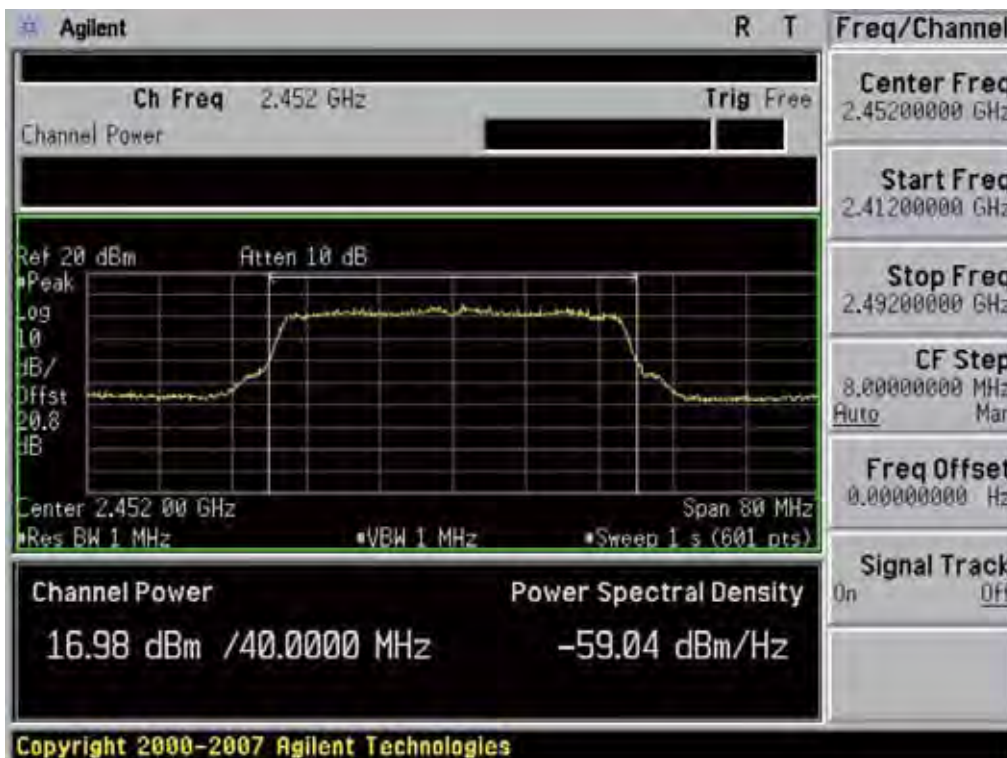 Agilent R T Freq/Channel
Ch Freq 2.452 GHz Trig Free
Channel Power
Center Freq
2.45200000 GHz
Start Freq
2.41200000 GHz
Stop Freq
2.49200000 GHz
CF Step
8.00000000 MHz
Auto Man
Freq Offset
0.00000000 Hz
Signal Track
On Off
Ref 20 dBm Atten 10 dB
Peak
Log
10
dB/
Offst
20.8
dB
Center 2.452 00 GHz Span 80 MHz
Res BW 1 MHz VBW 1 MHz Sweep 1 s (601 pts)
Channel Power Power Spectral Density
16.98 dBm /40.0000 MHz -59.04 dBm/Hz
Copyright 2000-2007 Agilent Technologies